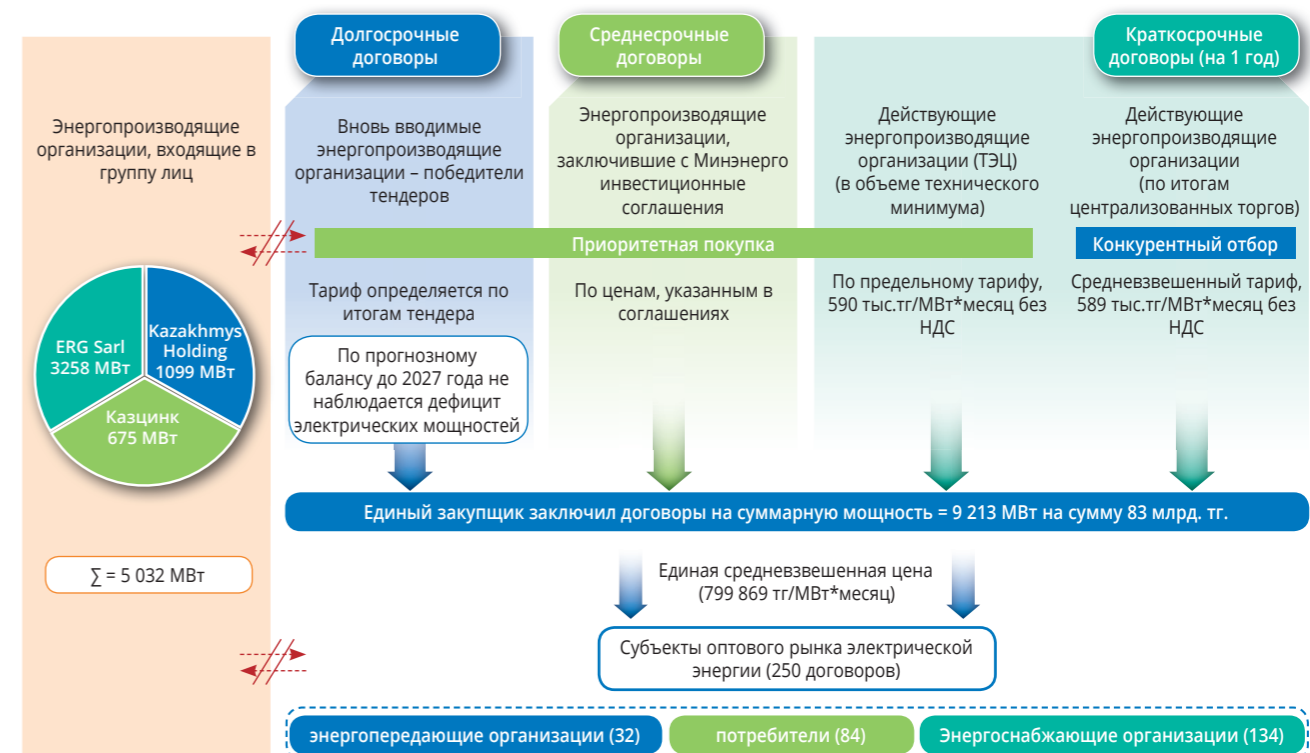 Долгосрочные
договоры
Среднесрочные
договоры
Краткосрочные
договоры (на 1 год)
Энергопроизводящие
организации, входящие в
группу лиц
Вновь вводимые
энергопроизводящие
организации – победители
тендеров
Энергопроизводящие
организации,
заключившие с Минэнерго
инвестиционные
соглашения
Действующие
энергопроизводящие
организации (ТЭЦ)
(в объеме технического
минимума)
Действующие
энергопроизводящие
организации
(по итогам
централизованных торгов)
Приоритетная покупка
Конкурентный отбор
Тариф определяется по
итогам тендера
По ценам, указанным в
соглашениях
По предельному тарифу,
590 тыс.тг/МВт*месяц без
НДС
Средневзвешенный тариф,
589 тыс.тг/МВт*месяц без
НДС
По прогнозному
балансу до 2027 года не
наблюдается дефицит
электрических мощностей
ERG Sarl
3258 МВт
Kazakhmys
Holding
1099 МВт
Казцинк
675 МВт
Единый закупщик заключил договоры на суммарную мощность = 9 213 МВт на сумму 83 млрд. тг.
∑ = 5 032 МВт
Единая средневзвешенная цена
(799 869 тг/МВт*месяц)
Субъекты оптового рынка электрической
энергии (250 договоров)
энергопередающие организации (32)
потребители (84)
Энергоснабжающие организации (134)